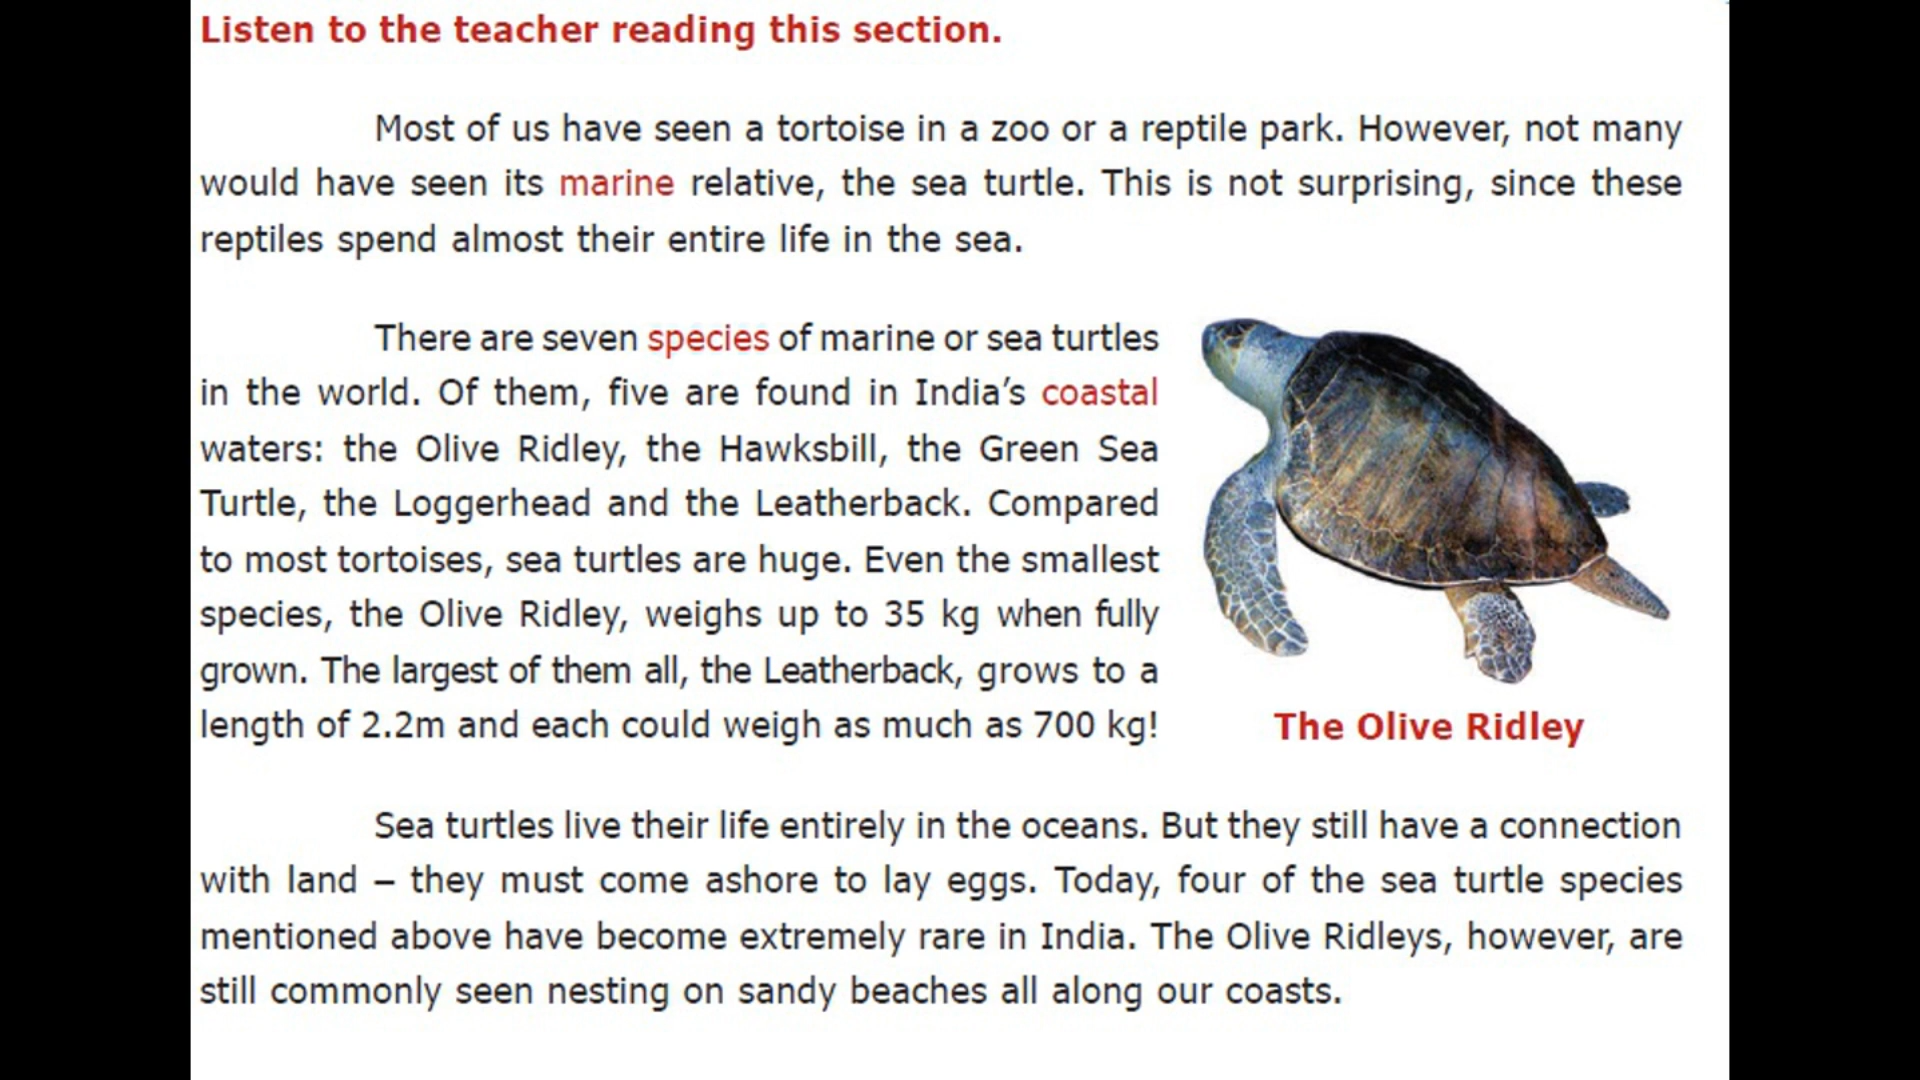 Listen to the teacher reading this section.
Most of us have seen a tortoise in a zoo or a reptile park. However, not many
would have seen its marine relative, the sea turtle. This is not surprising, since these
reptiles spend almost their entire life in the sea.
There are seven species of marine or sea turtles
in the world. Of them, five are found in India’s coastal
waters: the Olive Ridley, the Hawksbill, the Green Sea
Turtle, the Loggerhead and the Leatherback. Compared
to most tortoises, sea turtles are huge. Even the smallest
species, the Olive Ridley, weighs up to 35 kg when fully
grown. The largest of them all, the Leatherback, grows to a
length of 2.2m and each could weigh as much as 700 kg!
The Olive Ridley
Sea turtles live their life entirely in the oceans. But they still have a connection
with land – they must come ashore to lay eggs. Today, four of the sea turtle species
mentioned above have become extremely rare in India. The Olive Ridleys, however, are
still commonly seen nesting on sandy beaches all along our coasts.